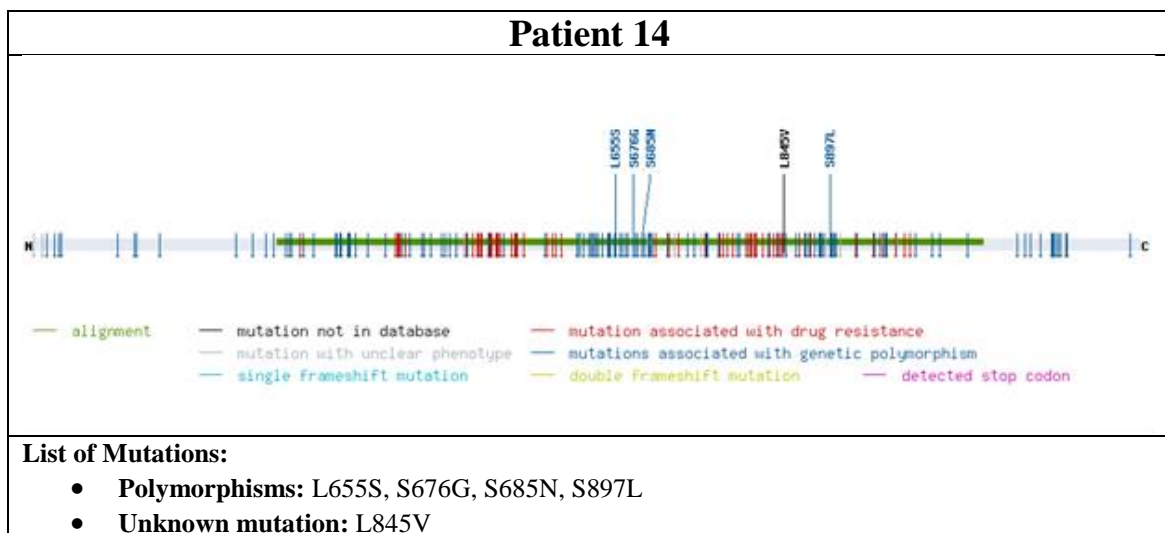 Patient 14
L655S S676G S685N L845V S897L
N C
alignment mutation not in database mutation associated with drug resistance
mutation with unclear phenotype mutations associated with genetic polymorphism
single frameshift mutation double frameshift mutation detected stop codon
List of Mutations:
• Polymorphisms: L655S, S676G, S685N, S897L
• Unknown mutation: L845V